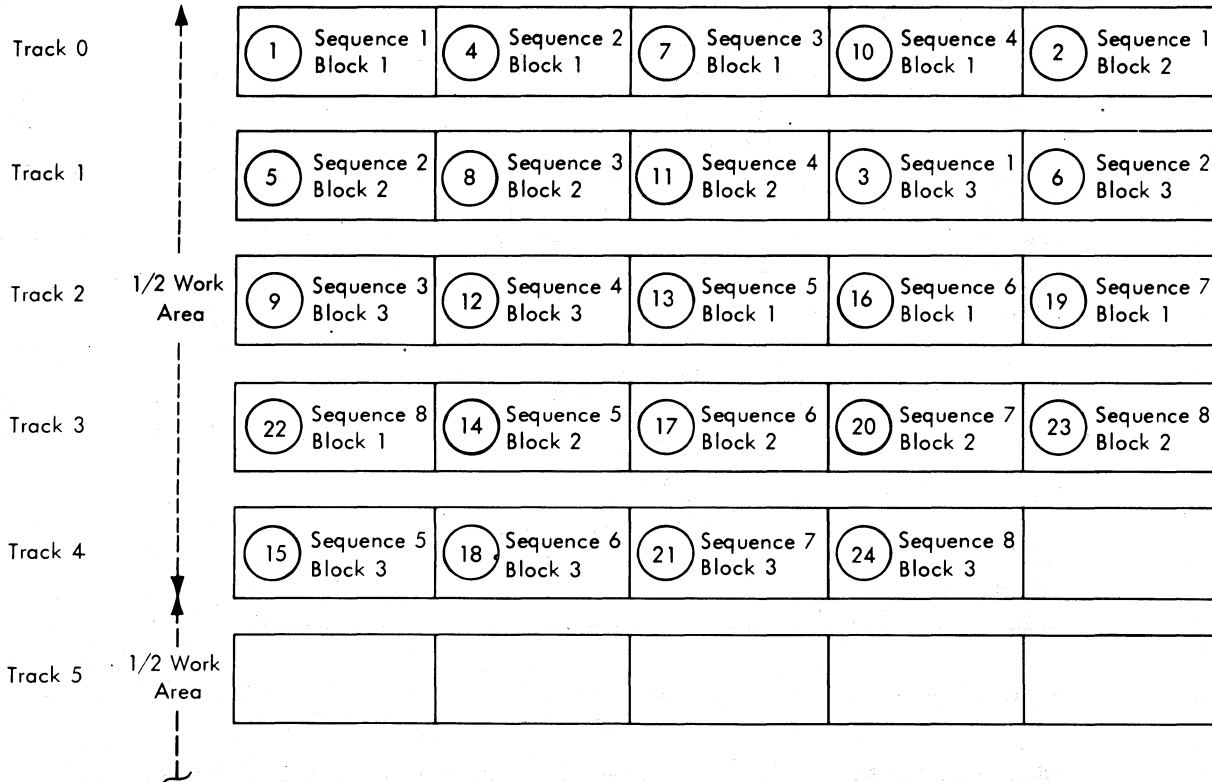 Track 0
1 Sequence 1 Block 1
4 Sequence 2 Block 1
7 Sequence 3 Block 1
10 Sequence 4 Block 1
2 Sequence 1 Block 2
Track 1
5 Sequence 2 Block 2
8 Sequence 3 Block 2
11 Sequence 4 Block 2
3 Sequence 1 Block 3
6 Sequence 2 Block 3
Track 2
1/2 Work
Area
9 Sequence 3 Block 3
12 Sequence 4 Block 3
13 Sequence 5 Block 1
16 Sequence 6 Block 1
19 Sequence 7 Block 1
Track 3
22 Sequence 8 Block 1
14 Sequence 5 Block 2
17 Sequence 6 Block 2
20 Sequence 7 Block 2
23 Sequence 8 Block 2
Track 4
15 Sequence 5 Block 3
18 Sequence 6 Block 3
21 Sequence 7 Block 3
24 Sequence 8 Block 3
Track 5
1/2 Work
Area